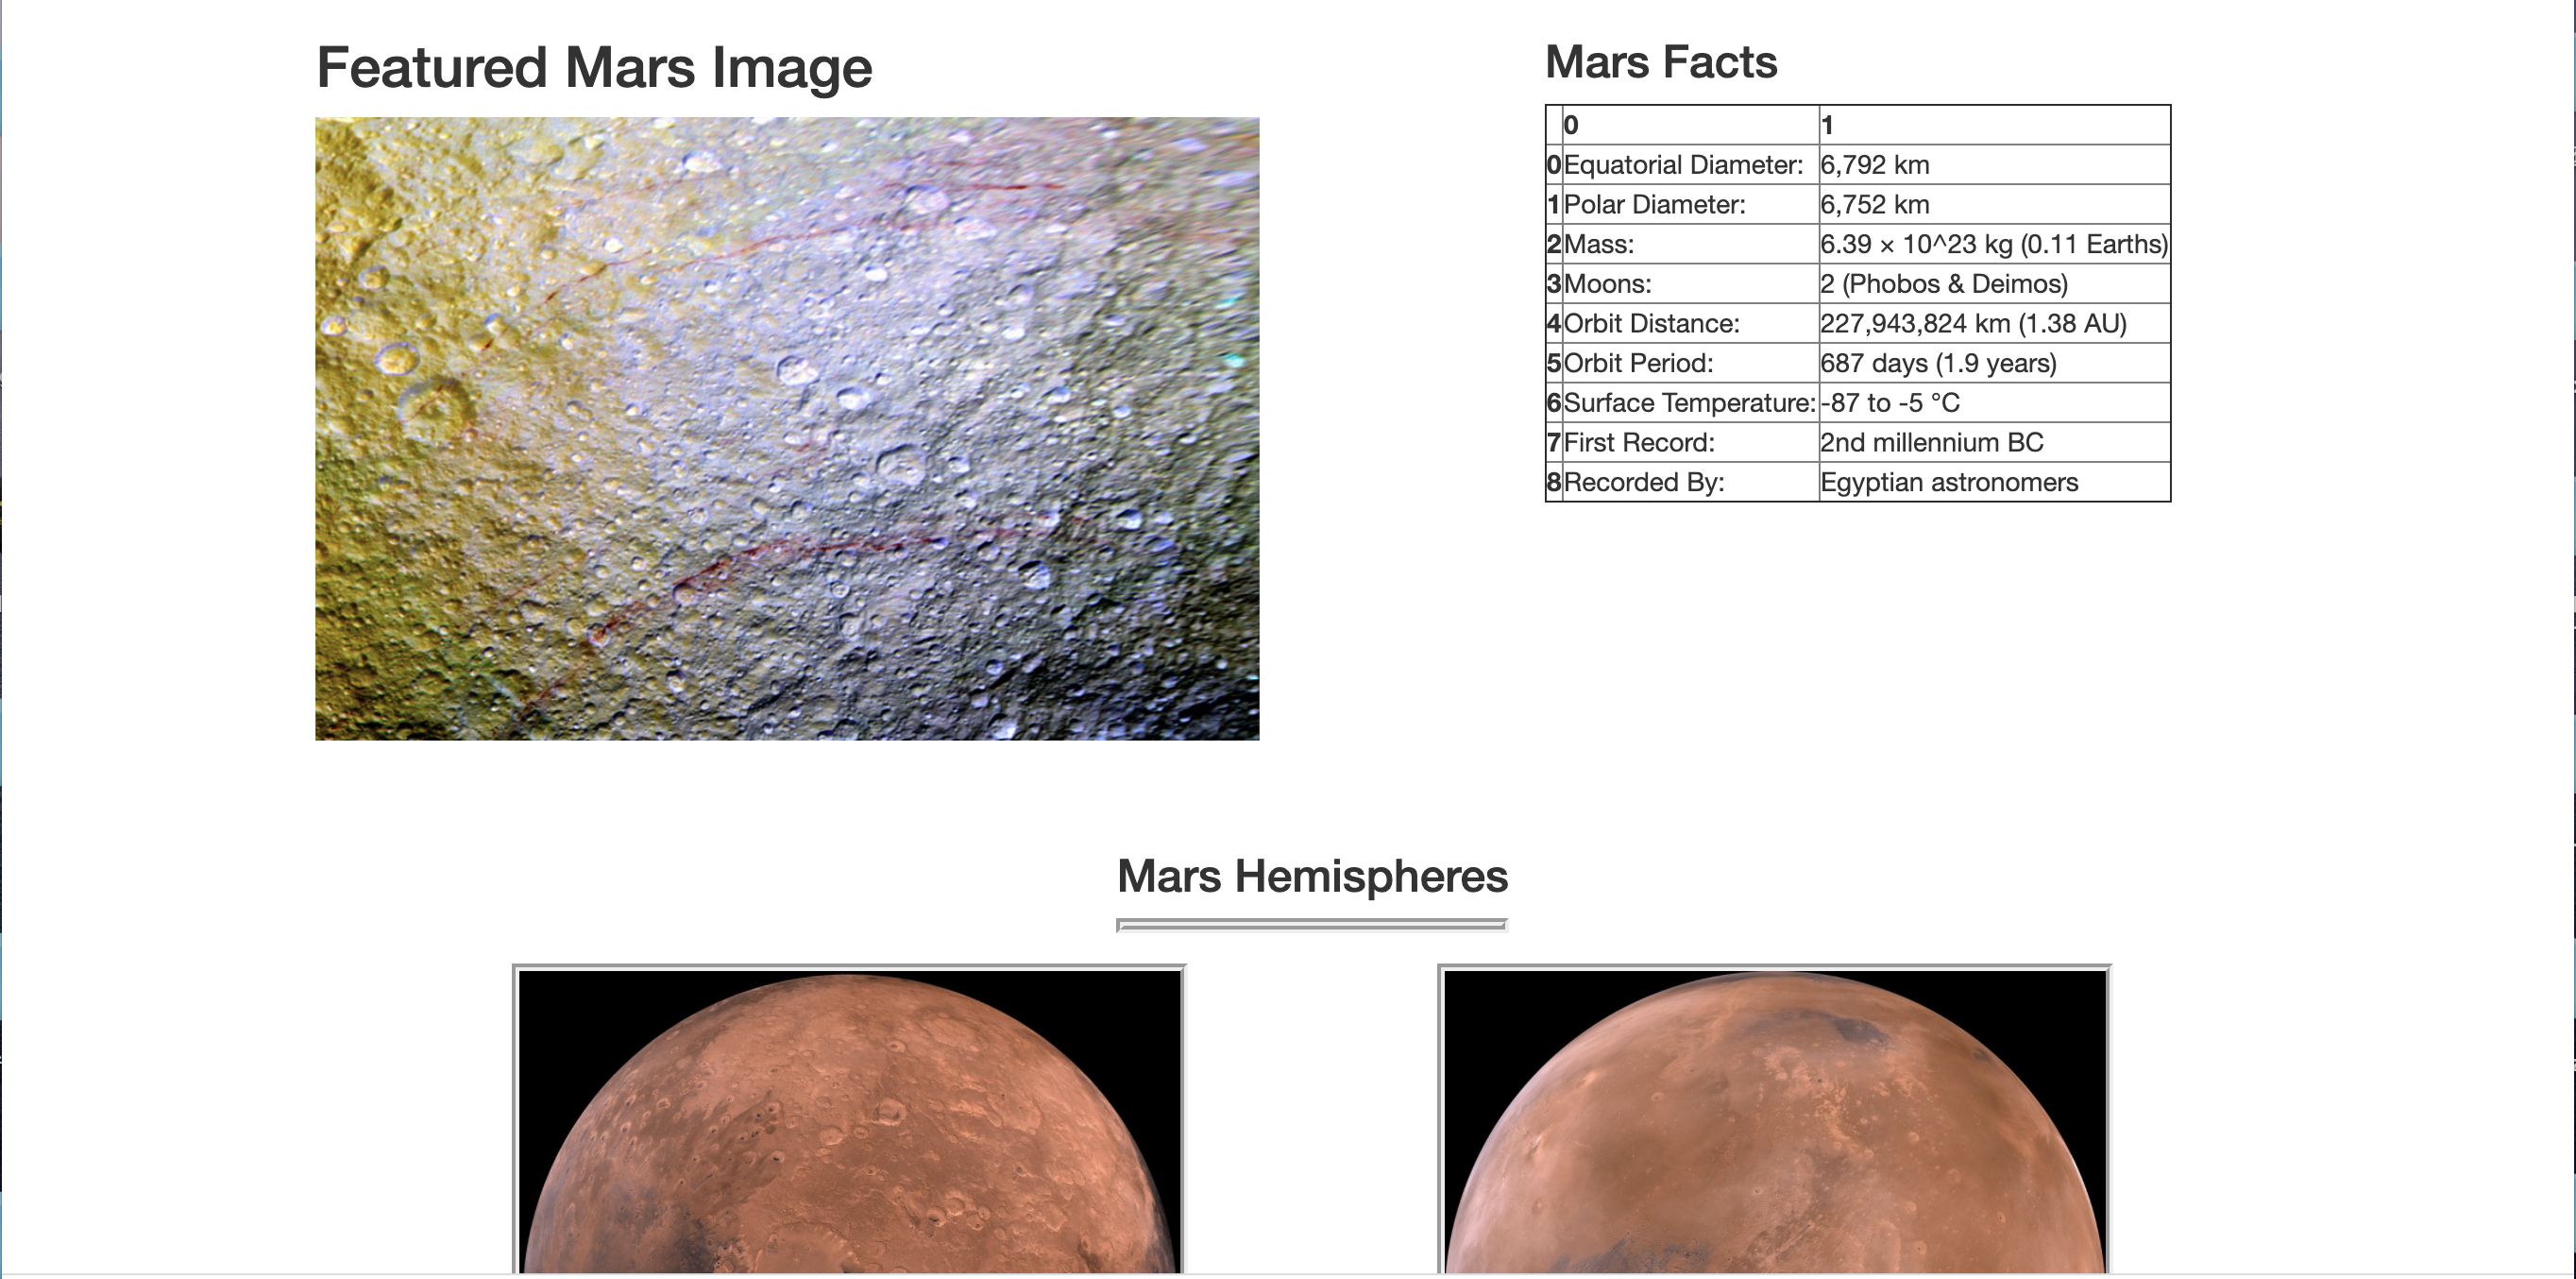 Featured Mars Image
Mars Facts
0 1
0 Equatorial Diameter: 6,792 km
1 Polar Diameter: 6,752 km
2 Mass: 6.39 × 10^23 kg (0.11 Earths)
3 Moons: 2 (Phobos & Deimos)
4 Orbit Distance: 227,943,824 km (1.38 AU)
5 Orbit Period: 687 days (1.9 years)
6 Surface Temperature: -87 to -5 °C
7 First Record: 2nd millennium BC
8 Recorded By: Egyptian astronomers
Mars Hemispheres